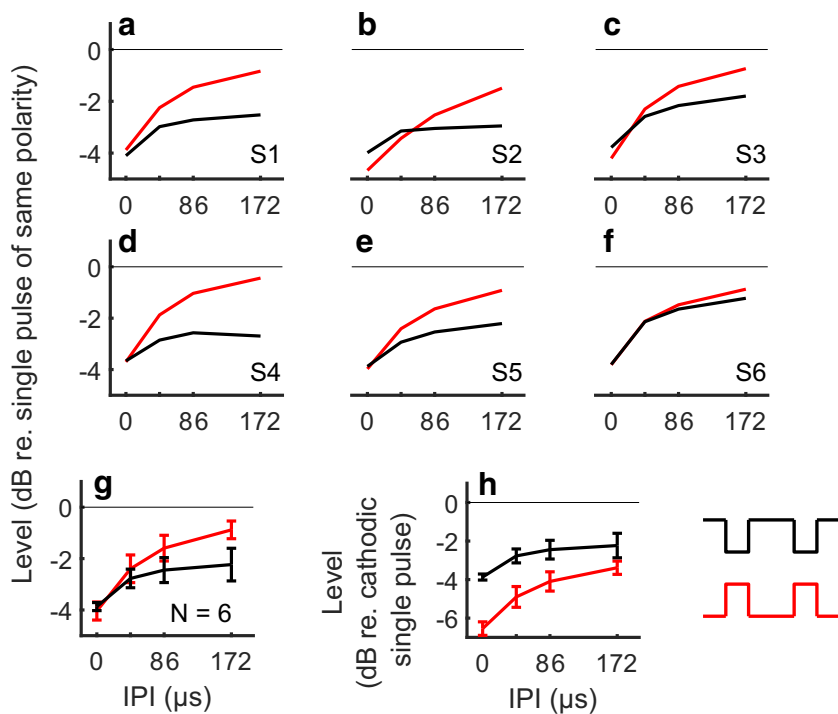 a
b
c
Level (dB re. single pulse of same polarity)
0
-2
-4
S1
S2
S3
0 86 172
0 86 172
0 86 172
d
e
f
0
-2
-4
S4
S5
S6
0 86 172
0 86 172
0 86 172
g
0
-2
-4
N = 6
0 86 172
IPI (µs)
h
Level
(dB re. cathodic
single pulse)
0
-2
-4
-6
0 86 172
IPI (µs)